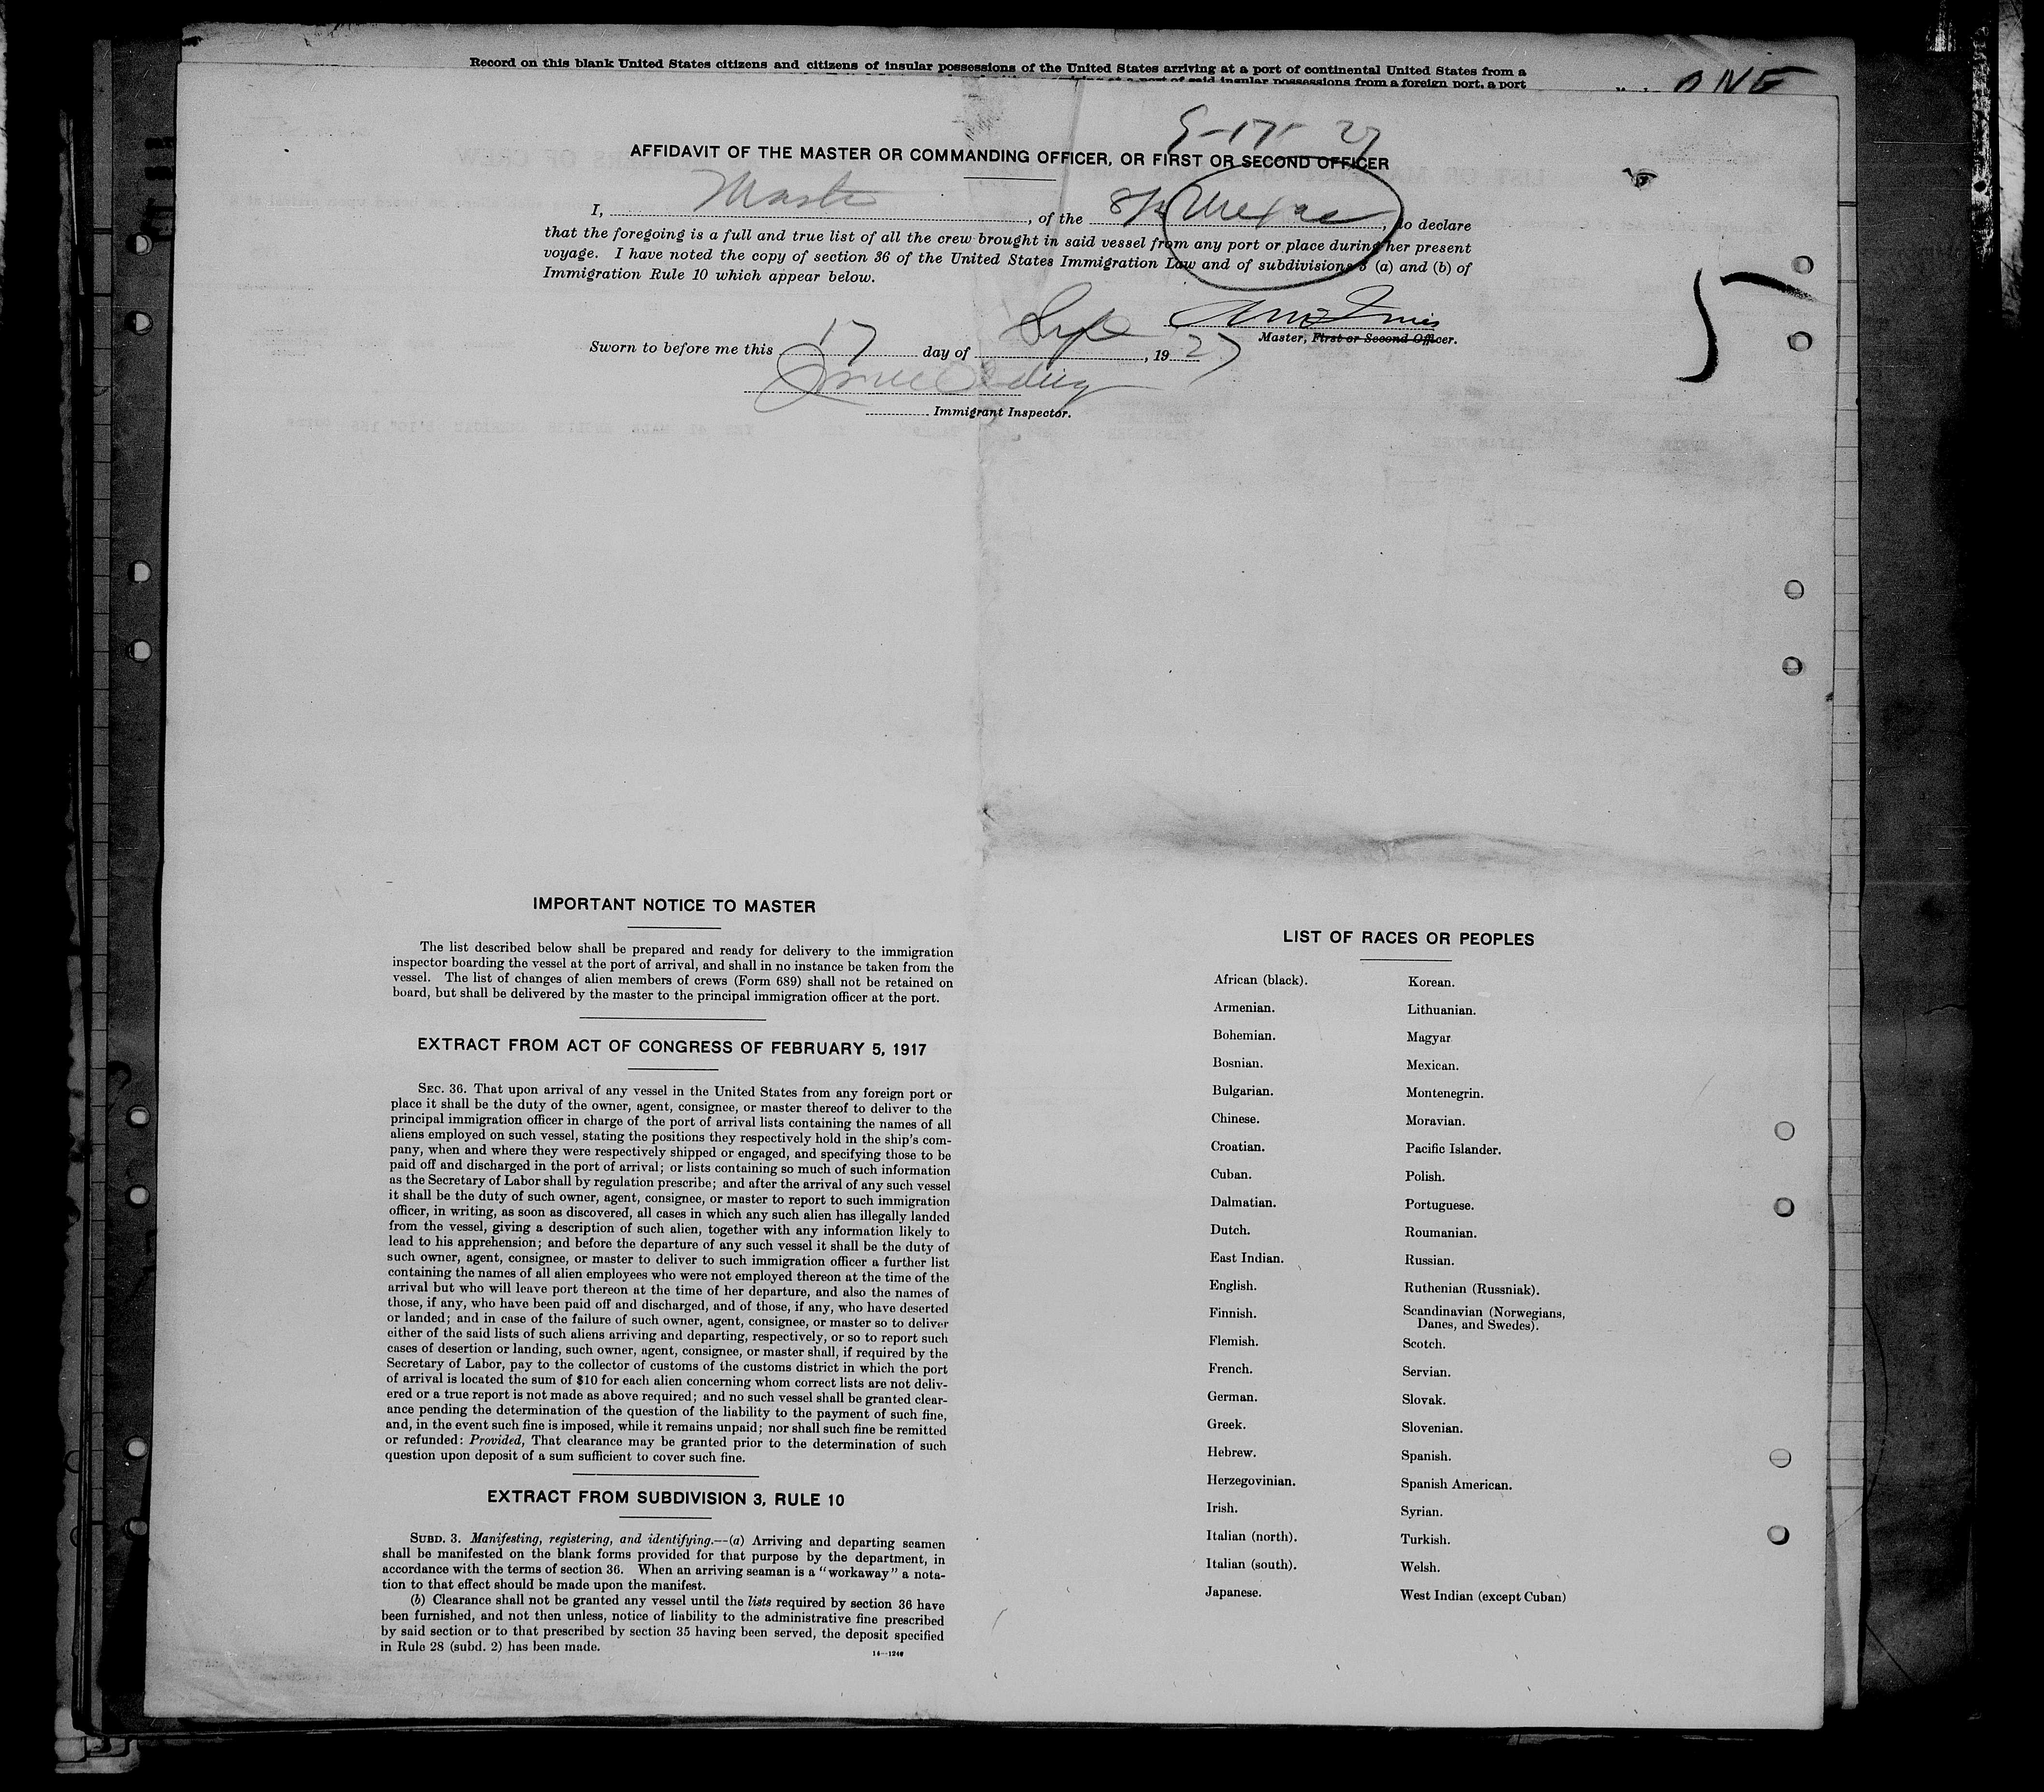 Record on this blank United States citizens and citizens of insular possessions of the United States arriving at a port of continental United States from a
port of said insular possessions from a foreign port, a port
ONE
9-17-27
AFFIDAVIT OF THE MASTER OR COMMANDING OFFICER, OR FIRST OR SECOND OFFICER
I, Master, of the S/S, do declare
that the foregoing is a full and true list of all the crew brought in said vessel from any port or place during her present
voyage. I have noted the copy of section 36 of the United States Immigration Law and of subdivisions 3 (a) and (b) of
Immigration Rule 10 which appear below.
5
Master, First or Second Officer.
Sworn to before me this 17 day of Sept, 1927
Immigrant Inspector.
IMPORTANT NOTICE TO MASTER
The list described below shall be prepared and ready for delivery to the immigration
inspector boarding the vessel at the port of arrival, and shall in no instance be taken from the
vessel. The list of changes of alien members of crews (Form 689) shall not be retained on
board, but shall be delivered by the master to the principal immigration officer at the port.
EXTRACT FROM ACT OF CONGRESS OF FEBRUARY 5, 1917
SEC. 36. That upon arrival of any vessel in the United States from any foreign port or
place it shall be the duty of the owner, agent, consignee, or master thereof to deliver to the
principal immigration officer in charge of the port of arrival lists containing the names of all
aliens employed on such vessel, stating the positions they respectively hold in the ship's com-
pany, when and where they were respectively shipped or engaged, and specifying those to be
paid off and discharged in the port of arrival; or lists containing so much of such information
as the Secretary of Labor shall by regulation prescribe; and after the arrival of any such vessel
it shall be the duty of such owner, agent, consignee, or master to report to such immigration
officer, in writing, as soon as discovered, all cases in which any such alien has illegally landed
from the vessel, giving a description of such alien, together with any information likely to
lead to his apprehension; and before the departure of any such vessel it shall be the duty of
such owner, agent, consignee, or master to deliver to such immigration officer a further list
containing the names of all alien employees who were not employed thereon at the time of the
arrival but who will leave port thereon at the time of her departure, and also the names of
those, if any, who have been paid off and discharged, and of those, if any, who have deserted
or landed; and in case of the failure of such owner, agent, consignee, or master so to deliver
either of the said lists of such aliens arriving and departing, respectively, or so to report such
cases of desertion or landing, such owner, agent, consignee, or master shall, if required by the
Secretary of Labor, pay to the collector of customs of the customs district in which the port
of arrival is located the sum of $10 for each alien concerning whom correct lists are not deliv-
ered or a true report is not made as above required; and no such vessel shall be granted clear-
ance pending the determination of the question of the liability to the payment of such fine,
and, in the event such fine is imposed, while it remains unpaid; nor shall such fine be remitted
or refunded: Provided, That clearance may be granted prior to the determination of such
question upon deposit of a sum sufficient to cover such fine.
EXTRACT FROM SUBDIVISION 3, RULE 10
SUBD. 3. Manifesting, registering, and identifying.--(a) Arriving and departing seamen
shall be manifested on the blank forms provided for that purpose by the department, in
accordance with the terms of section 36. When an arriving seaman is a "workaway" a nota-
tion to that effect should be made upon the manifest.
(b) Clearance shall not be granted any vessel until the lists required by section 36 have
been furnished, and not then unless, notice of liability to the administrative fine prescribed
by said section or to that prescribed by section 35 having been served, the deposit specified
in Rule 28 (subd. 2) has been made.
14--1246
LIST OF RACES OR PEOPLES
African (black).
Armenian.
Bohemian.
Bosnian.
Bulgarian.
Chinese.
Croatian.
Cuban.
Dalmatian.
Dutch.
East Indian.
English.
Finnish.
Flemish.
French.
German.
Greek.
Hebrew.
Herzegovinian.
Irish.
Italian (north).
Italian (south).
Japanese.
Korean.
Lithuanian.
Magyar
Mexican.
Montenegrin.
Moravian.
Pacific Islander.
Polish.
Portuguese.
Roumanian.
Russian.
Ruthenian (Russniak).
Scandinavian (Norwegians,
Danes, and Swedes).
Scotch.
Servian.
Slovak.
Slovenian.
Spanish.
Spanish American.
Syrian.
Turkish.
Welsh.
West Indian (except Cuban)